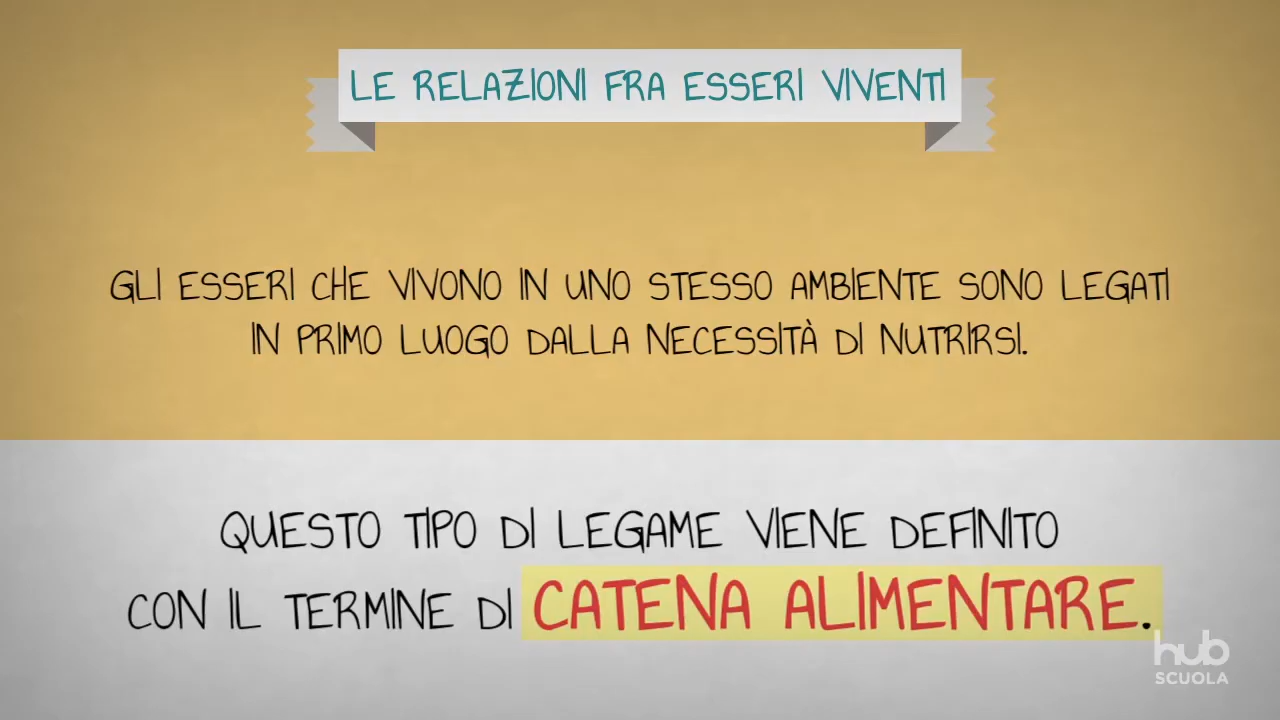 LE RELAZIONI FRA ESSERI VIVENTI
GLI ESSERI CHE VIVONO IN UNO STESSO AMBIENTE SONO LEGATI
IN PRIMO LUOGO DALLA NECESSITÀ DI NUTRIRSI.
QUESTO TIPO DI LEGAME VIENE DEFINITO
CON IL TERMINE DI CATENA ALIMENTARE.
hub
SCUOLA